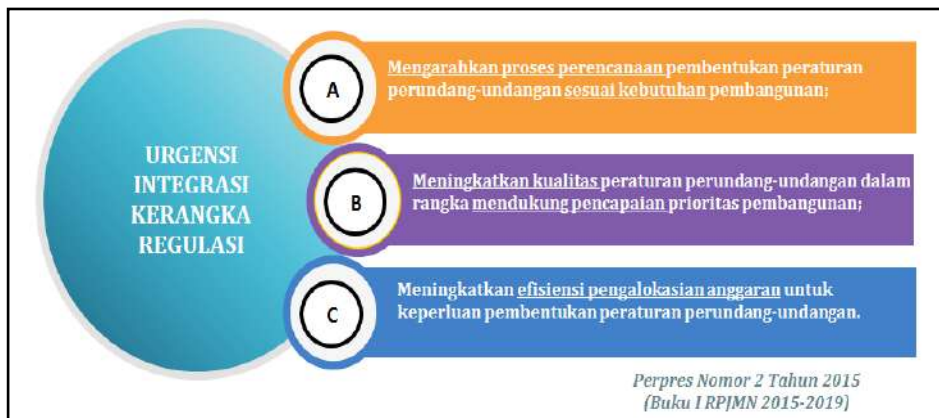 URGENSI
INTEGRASI
KERANGKA
REGULASI
A
Mengarahkan proses perencanaan pembentukan peraturan
perundang-undangan sesuai kebutuhan pembangunan;
B
Meningkatkan kualitas peraturan perundang-undangan dalam
rangka mendukung pencapaian prioritas pembangunan;
C
Meningkatkan efisiensi pengalokasian anggaran untuk
keperluan pembentukan peraturan perundang-undangan.
Perpres Nomor 2 Tahun 2015
(Buku I RPJMN 2015-2019)